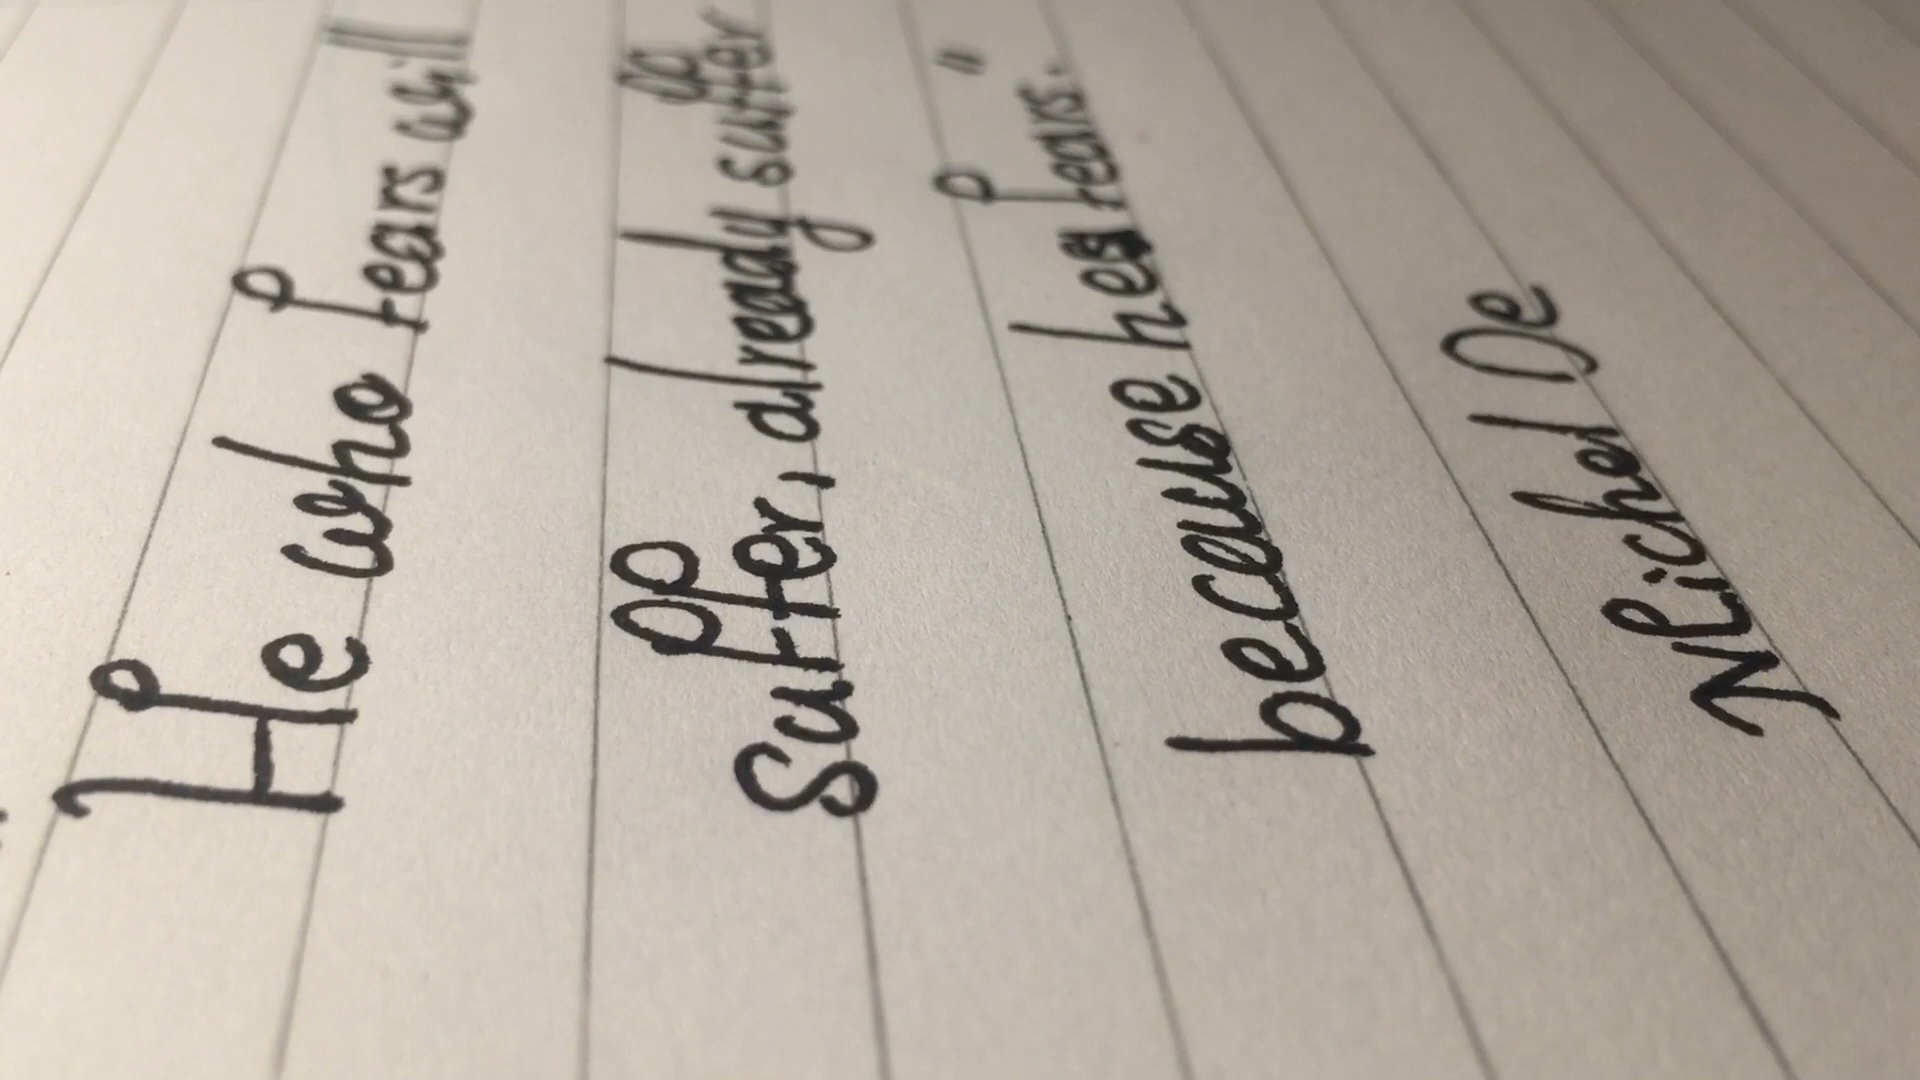 He who fears will
suffer, already suffer
because he fears."
Michel De